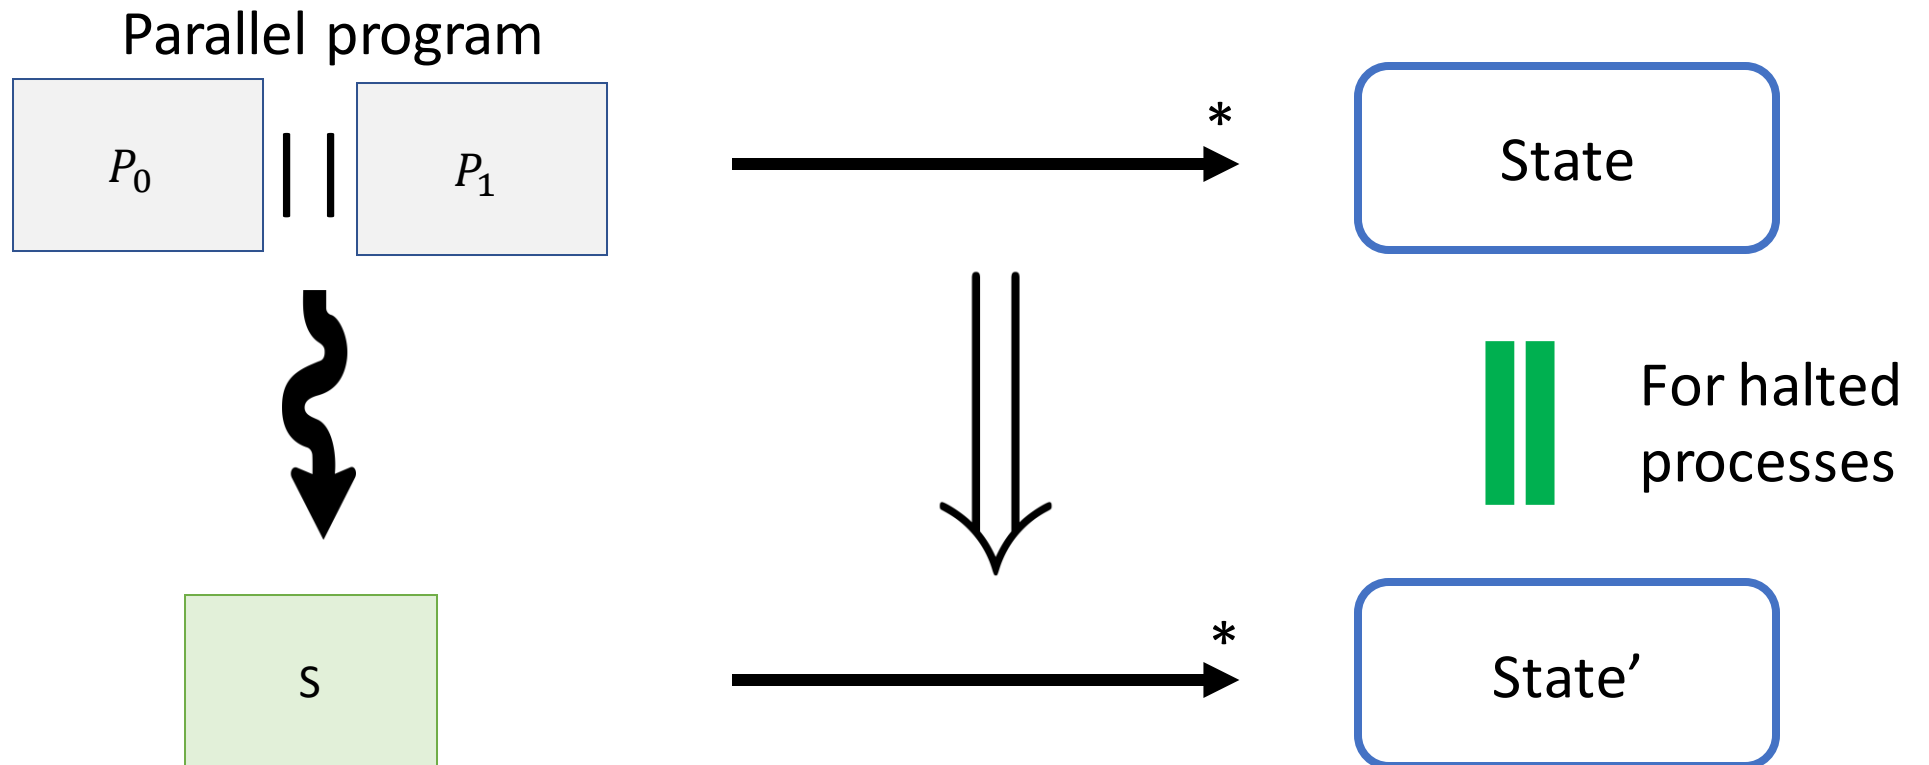 Parallel program
P₀ || P₁
*
State
For halted
processes
S
*
State’